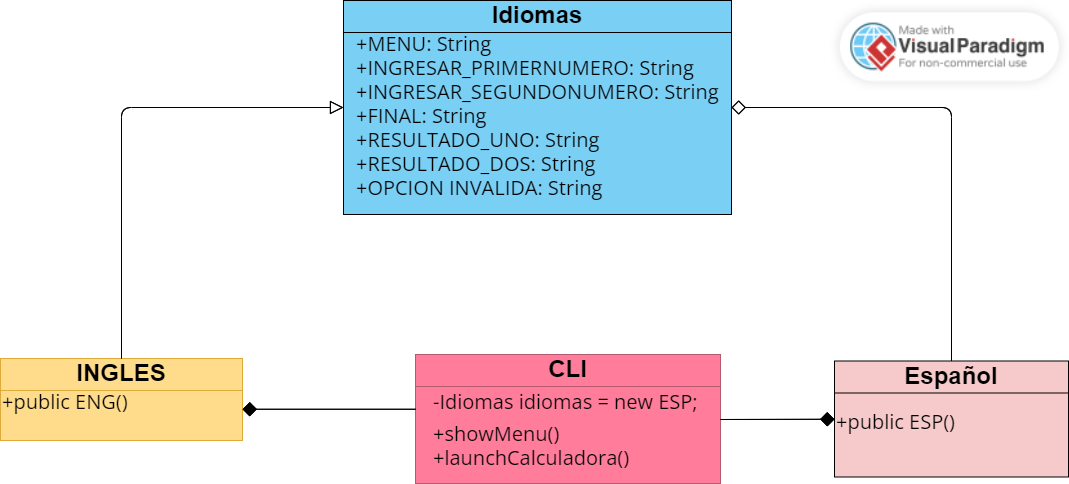 Idiomas
+MENU: String
+INGRESAR_PRIMERNUMERO: String
+INGRESAR_SEGUNDONUMERO: String
+FINAL: String
+RESULTADO_UNO: String
+RESULTADO_DOS: String
+OPCION INVALIDA: String
Made with
Visual Paradigm
For non-commercial use
INGLES
+public ENG()
CLI
-Idiomas idiomas = new ESP;
+showMenu()
+launchCalculadora()
Español
+public ESP()